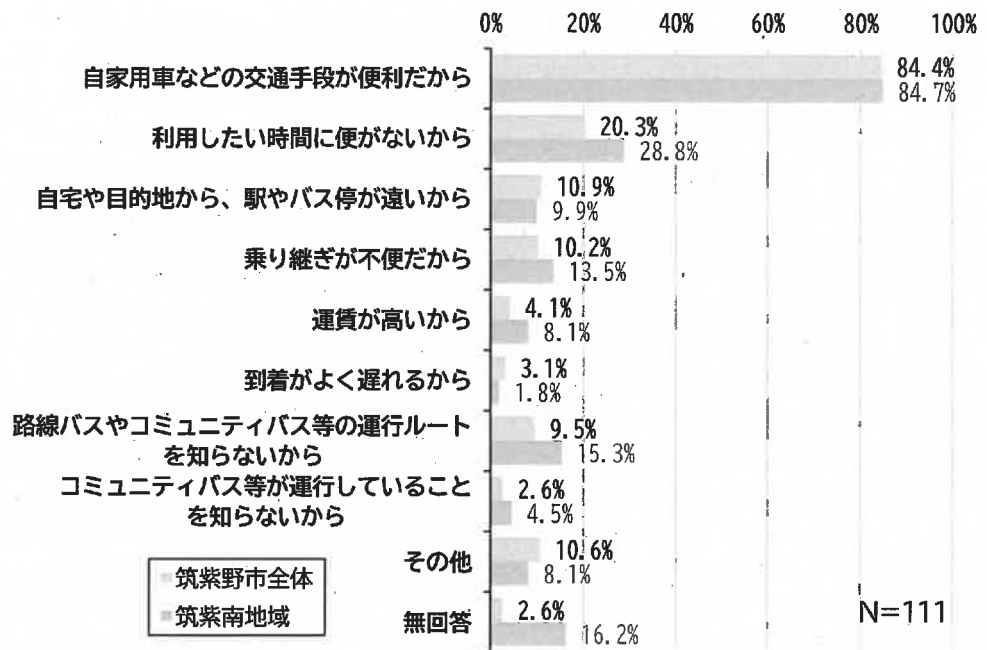 0% 20% 40% 60% 80% 100%
自家用車などの交通手段が便利だから 84.4%
84.7%
利用したい時間に便がないから 20.3%
28.8%
自宅や目的地から、駅やバス停が遠いから 10.9%
9.9%
乗り継ぎが不便だから 10.2%
13.5%
運賃が高いから 4.1%
8.1%
到着がよく遅れるから 3.1%
1.8%
路線バスやコミュニティバス等の運行ルート
を知らないから 9.5%
15.3%
コミュニティバス等が運行していること
を知らないから 2.6%
4.5%
その他 10.6%
8.1%
無回答 2.6%
16.2%
筑紫野市全体
筑紫南地域
N=111